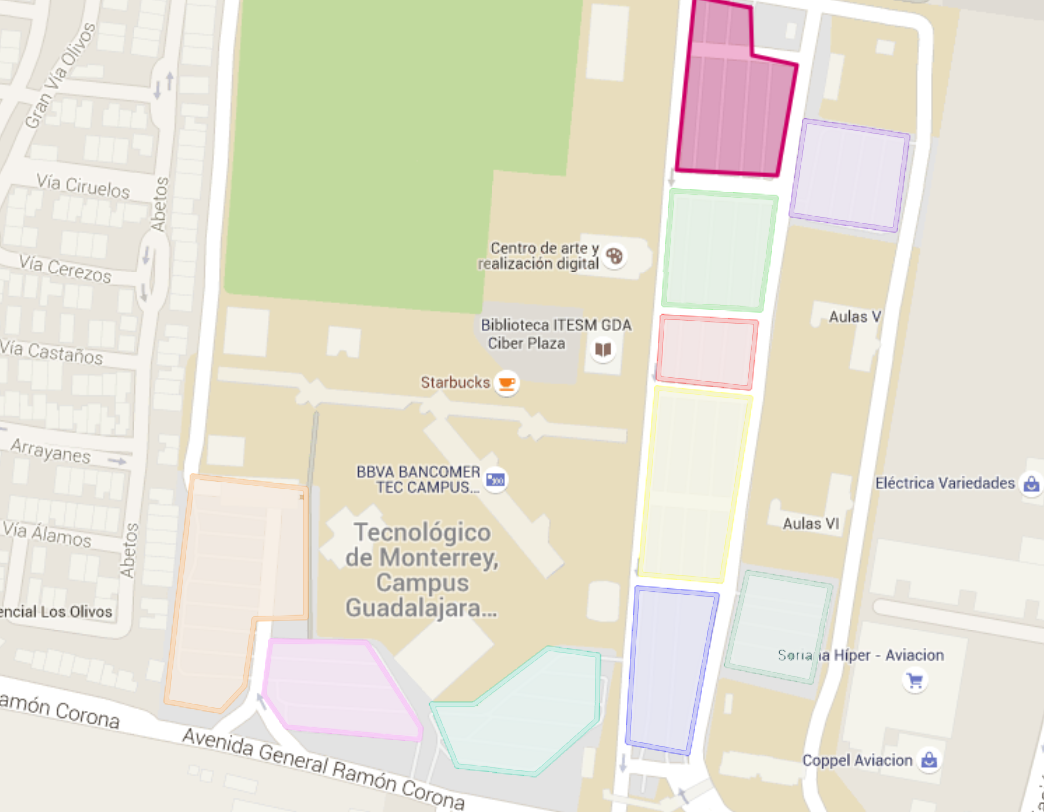 Gran Vía Olivos
Vía Ciruelos
Abetos
Vía Cerezos
Centro de arte y
realización digital
Aulas V
Biblioteca ITESM GDA
Ciber Plaza
Vía Castaños
Starbucks
Arrayanes
BBVA BANCOMER
TEC CAMPUS...
Eléctrica Variedades
Vía Álamos
Abetos
Tecnológico
de Monterrey,
Campus
Guadalajara...
Aulas VI
encial Los Olivos
Híper - Aviacion
amón Corona
Avenida General Ramón Corona
Coppel Aviacion